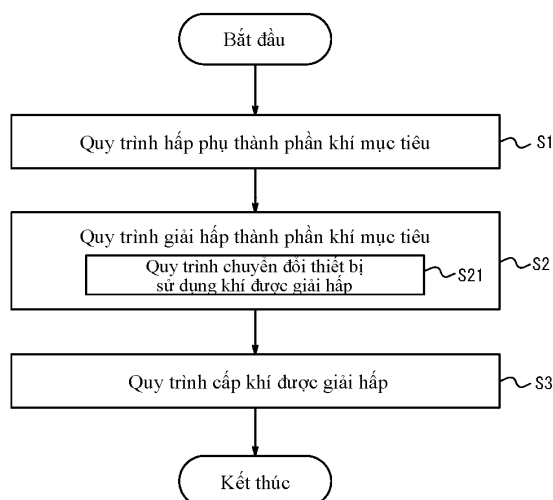 Bắt đầu
Quy trình hấp phụ thành phần khí mục tiêu
S1
Quy trình giải hấp thành phần khí mục tiêu
Quy trình chuyển đổi thiết bị
sử dụng khí được giải hấp
S21
S2
Quy trình cấp khí được giải hấp
S3
Kết thúc